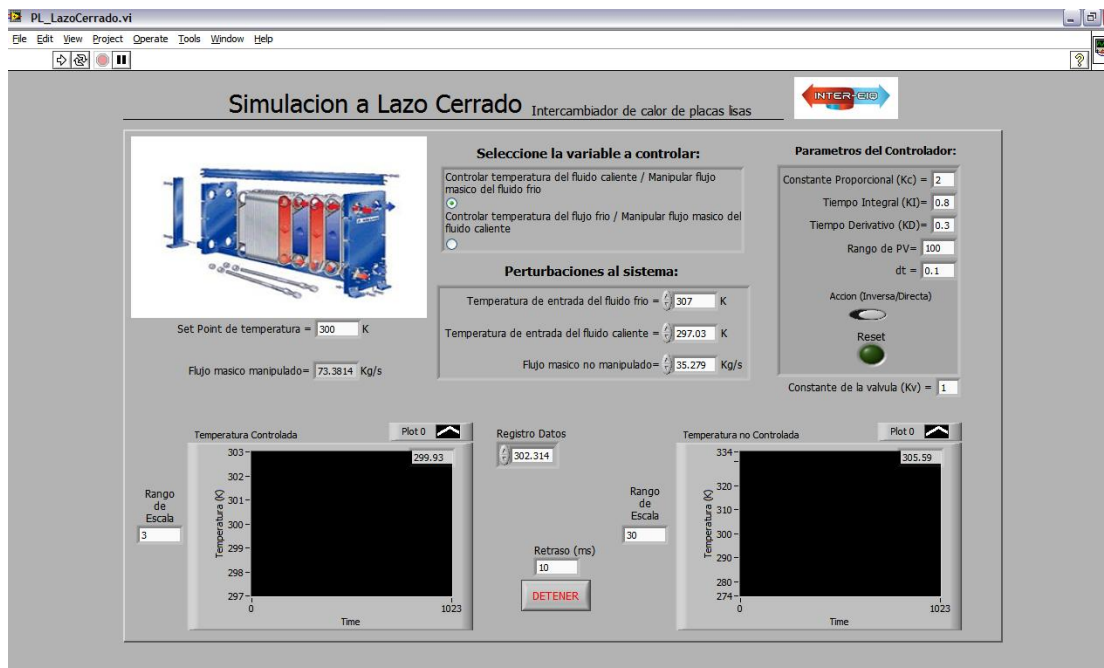 PL_LazoCerrado.vi
File Edit View Project Operate Tools Window Help
Simulacion a Lazo Cerrado Intercambiador de calor de placas lisas
INTER-EIQ
Seleccione la variable a controlar:
Controlar temperatura del fluido caliente / Manipular flujo
masico del fluido frio
Controlar temperatura del flujo frio / Manipular flujo masico del
fluido caliente
Perturbaciones al sistema:
Temperatura de entrada del fluido frio = 307 K
Temperatura de entrada del fluido caliente = 297.03 K
Flujo masico no manipulado= 35.279 Kg/s
Parametros del Controlador:
Constante Proporcional (Kc) = 2
Tiempo Integral (KI)= 0.8
Tiempo Derivativo (KD)= 0.3
Rango de PV= 100
dt = 0.1
Accion (Inversa/Directa)
Reset
Constante de la valvula (Kv) = 1
Set Point de temperatura = 300 K
Flujo masico manipulado= 73.3814 Kg/s
Temperatura Controlada Plot 0
299.93
303
302
301
300
299
298
297
Temperatura (K)
0 1023
Time
Rango
de
Escala
3
Registro Datos
302.314
Retraso (ms)
10
DETENER
Rango
de
Escala
30
Temperatura no Controlada Plot 0
305.59
334
320
310
300
290
280
274
Temperatura (K)
0 1023
Time